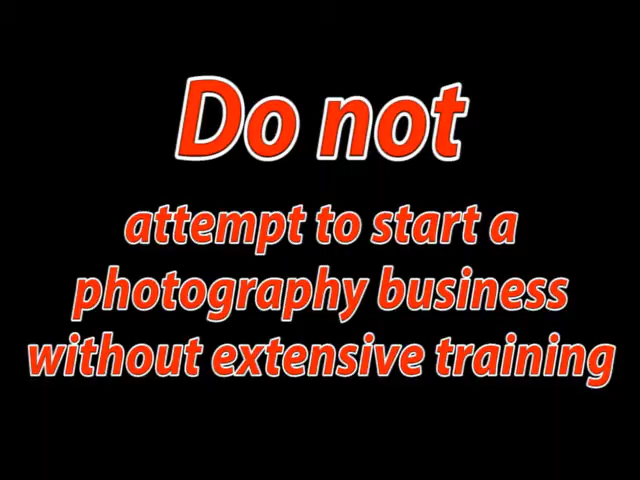 Do not
attempt to start a
photography business
without extensive training